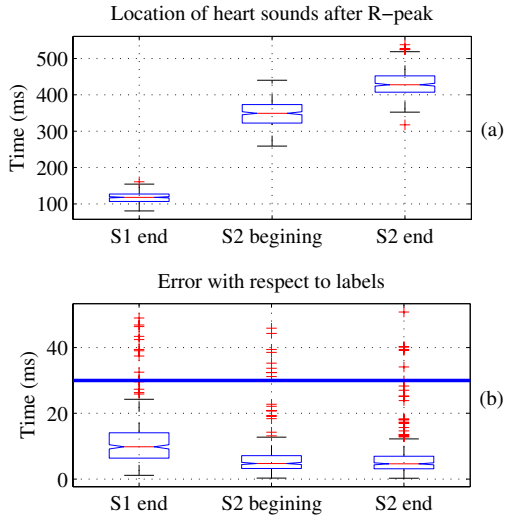 Location of heart sounds after R-peak
500
400
300
200
100
Time (ms)
(a)
S1 end
S2 begining
S2 end
Error with respect to labels
40
20
0
Time (ms)
(b)
S1 end
S2 begining
S2 end